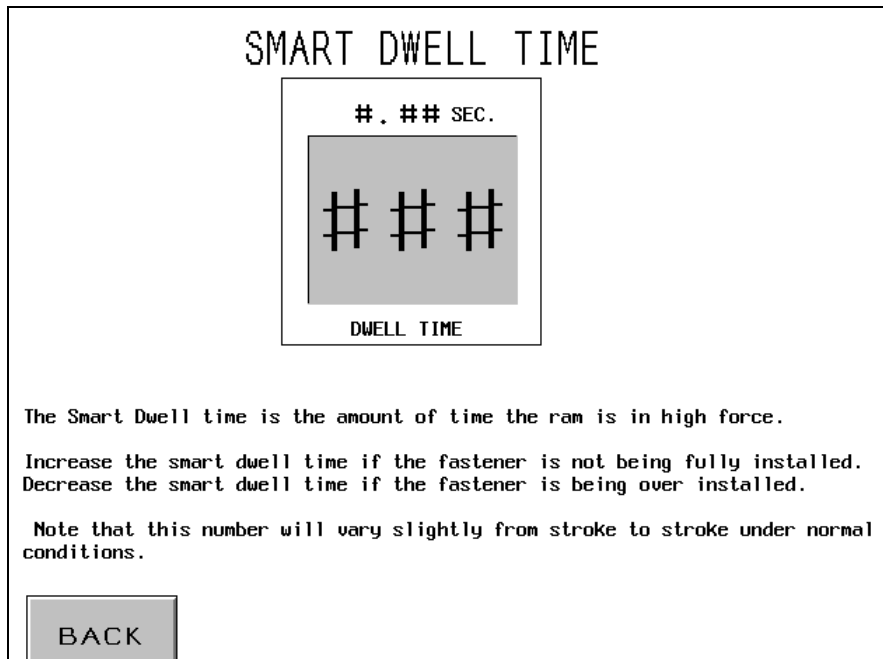 SMART DWELL TIME
#.## SEC.
###
DWELL TIME
The Smart Dwell time is the amount of time the ram is in high force.
Increase the smart dwell time if the fastener is not being fully installed.
Decrease the smart dwell time if the fastener is being over installed.
Note that this number will vary slightly from stroke to stroke under normal
conditions.
BACK